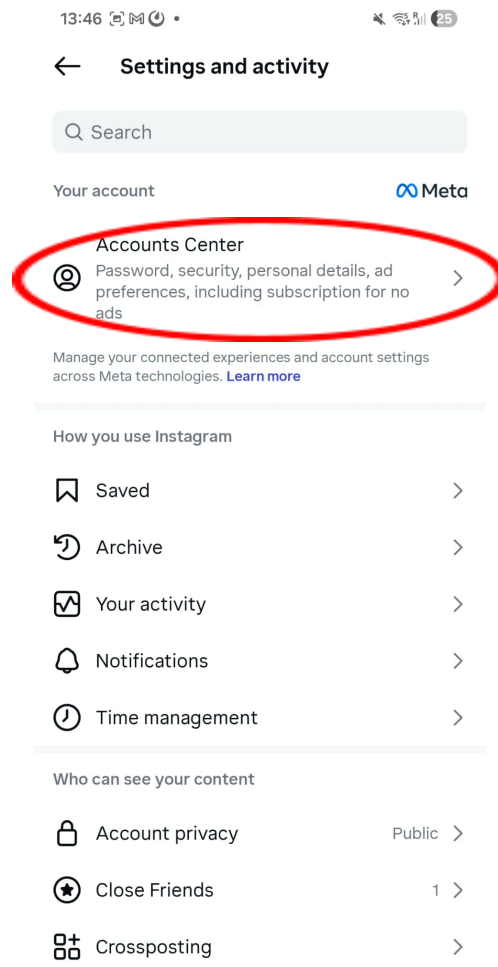 13:46
25
Settings and activity
Search
Your account
Meta
Accounts Center
Password, security, personal details, ad
preferences, including subscription for no
ads
Manage your connected experiences and account settings
across Meta technologies. Learn more
How you use Instagram
Saved
Archive
Your activity
Notifications
Time management
Who can see your content
Account privacy
Public
Close Friends
1
Crossposting